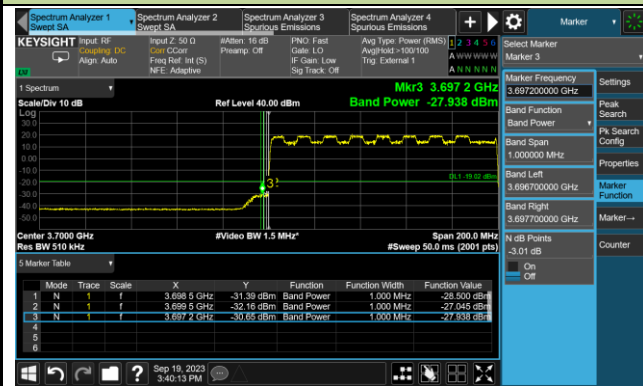 Spectrum Analyzer 1
Swept SA
Spectrum Analyzer 2
Swept SA
Spectrum Analyzer 3
Spurious Emissions
Spectrum Analyzer 4
Spurious Emissions
Marker
KEYSIGHT
Input: RF
Coupling: DC
Align: Auto
Input Z: 50 Ω
Corr CCorr
Freq Ref: Int (S)
NFE: Adaptive
#Atten: 16 dB
Preamp: Off
PNO: Fast
Gate: LO
IF Gain: Low
Sig Track: Off
Avg Type: Power (RMS)
Avg|Hold:>100/100
Trig: External 1
1 2 3 4 5 6
A W W W W W
A N N N N N
LW
Select Marker
Marker 3
1 Spectrum
Scale/Div 10 dB
Log
Ref Level 40.00 dBm
Mkr3 3.697 2 GHz
Band Power -27.938 dBm
30.0
20.0
10.0
0.00
-10.0
-20.0
-30.0
-40.0
-50.0
DL1 -19.02 dBm
3
Center 3.7000 GHz
#Video BW 1.5 MHz*
Span 200.0 MHz
Res BW 510 kHz
#Sweep 50.0 ms (2001 pts)
5 Marker Table
Mode Trace Scale X Y Function Function Width Function Value
1 N 1 f 3.698 5 GHz -31.39 dBm Band Power 1.000 MHz -28.500 dBm
2 N 1 f 3.699 5 GHz -32.16 dBm Band Power 1.000 MHz -27.045 dBm
3 N 1 f 3.697 2 GHz -30.65 dBm Band Power 1.000 MHz -27.938 dBm
4
5
6
Marker Frequency
3.697200000 GHz
Band Function
Band Power
Band Span
1.000000 MHz
Band Left
3.696700000 GHz
Band Right
3.697700000 GHz
N dB Points
-3.01 dB
On
Off
Settings
Peak
Search
Pk Search
Config
Properties
Marker
Function
Marker→
Counter
Sep 19, 2023
3:40:13 PM